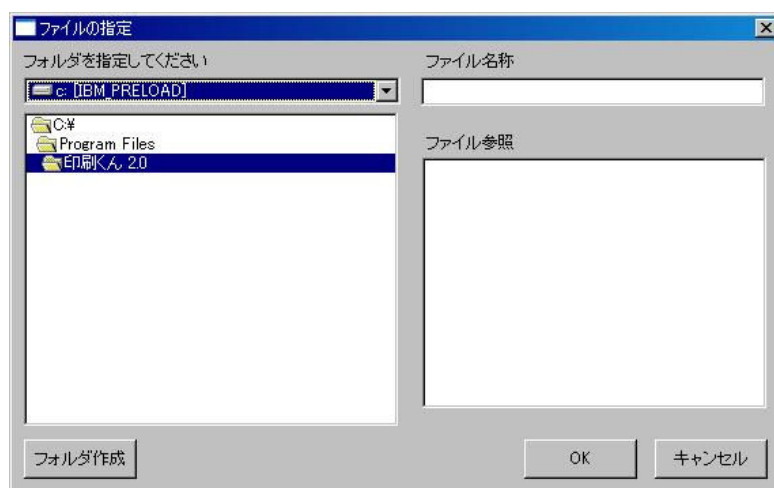 ファイルの指定
フォルダを指定してください
c: [IBM_PRELOAD]
C:¥
Program Files
印刷くん 2.0
フォルダ作成
ファイル名称
ファイル参照
OK
キャンセル